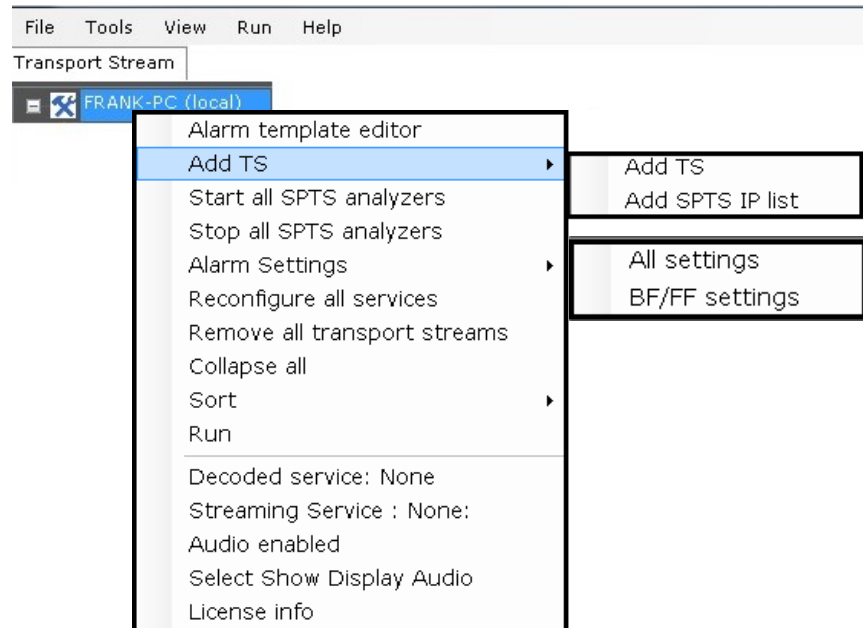 File Tools View Run Help
Transport Stream
FRANK-PC (local)
Alarm template editor
Add TS
Start all SPTS analyzers
Stop all SPTS analyzers
Alarm Settings
Reconfigure all services
Remove all transport streams
Collapse all
Sort
Run
Decoded service: None
Streaming Service : None:
Audio enabled
Select Show Display Audio
License info
Add TS
Add SPTS IP list
All settings
BF/FF settings